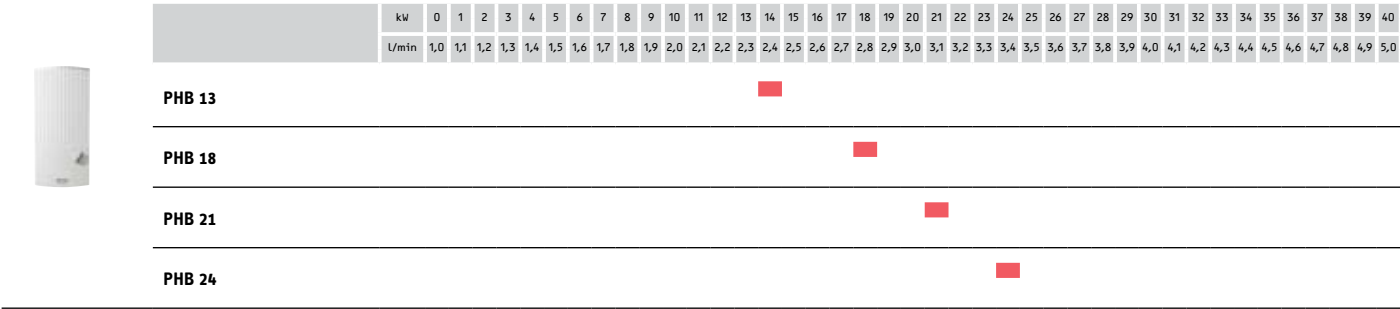 kW 0 1 2 3 4 5 6 7 8 9 10 11 12 13 14 15 16 17 18 19 20 21 22 23 24 25 26 27 28 29 30 31 32 33 34 35 36 37 38 39 40
l/min 1,0 1,1 1,2 1,3 1,4 1,5 1,6 1,7 1,8 1,9 2,0 2,1 2,2 2,3 2,4 2,5 2,6 2,7 2,8 2,9 3,0 3,1 3,2 3,3 3,4 3,5 3,6 3,7 3,8 3,9 4,0 4,1 4,2 4,3 4,4 4,5 4,6 4,7 4,8 4,9 5,0
PHB 13
PHB 18
PHB 21
PHB 24